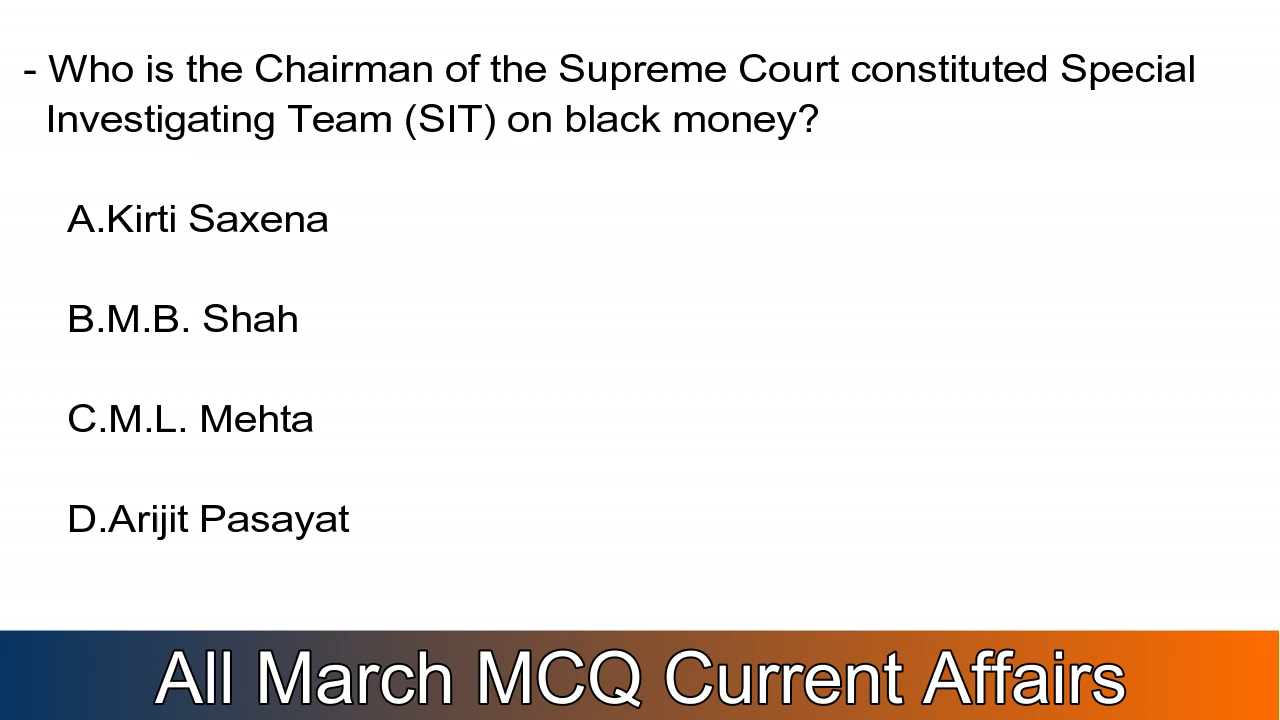 - Who is the Chairman of the Supreme Court constituted Special
Investigating Team (SIT) on black money?
A.Kirti Saxena
B.M.B. Shah
C.M.L. Mehta
D.Arijit Pasayat
All March MCQ Current Affairs